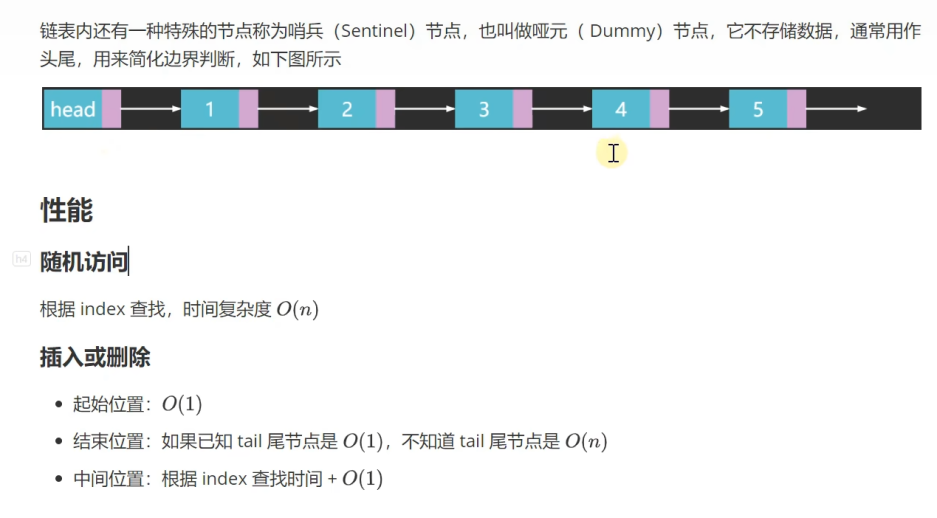 链表内还有一种特殊的节点称为哨兵（Sentinel）节点，也叫做哑元（ Dummy）节点，它不存储数据，通常用作
头尾，用来简化边界判断，如下图所示
head 1 2 3 4 5
性能
h4 随机访问
根据 index 查找，时间复杂度 O(n)
插入或删除
• 起始位置：O(1)
• 结束位置：如果已知 tail 尾节点是 O(1)，不知道 tail 尾节点是 O(n)
• 中间位置：根据 index 查找时间 + O(1)